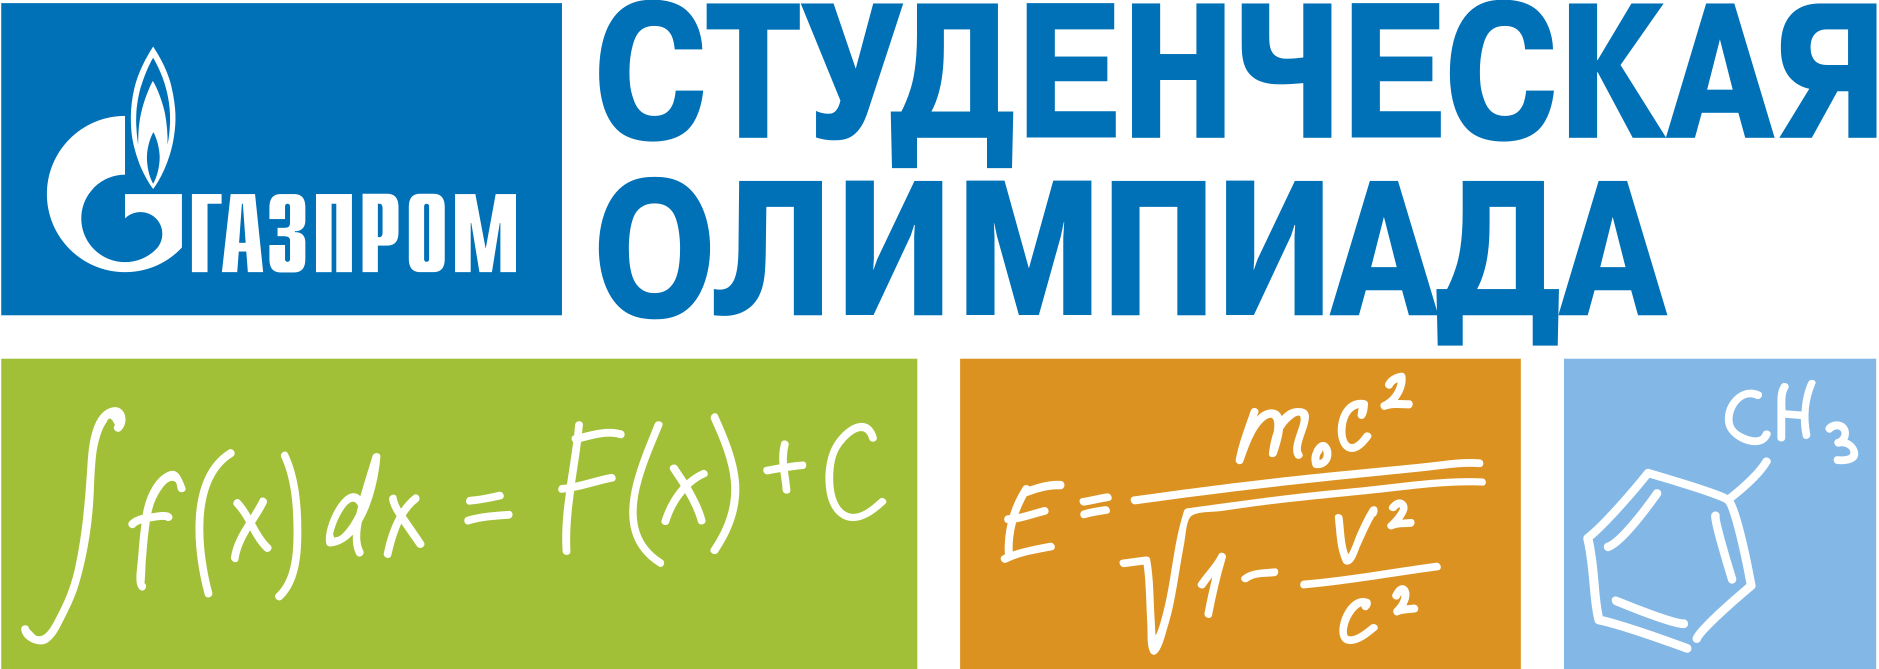 ГАЗПРОМ
СТУДЕНЧЕСКАЯ
ОЛИМПИАДА
∫f(x)dx = F(x)+C
E = m₀c² / √(1 - v²/c²)
CH₃